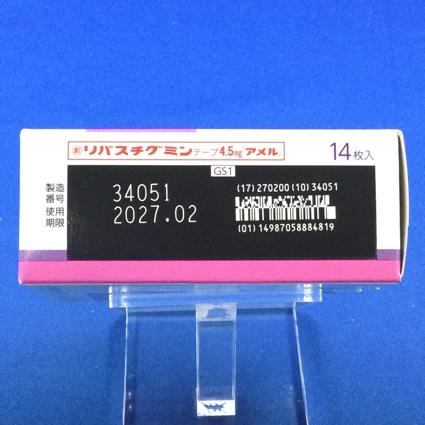 劇 リバスチグミンテープ4.5mg「アメル」 14枚入
GS1
製造番号 34051
使用期限 2027.02
(17)270200(10)34051
(01)14987058884819